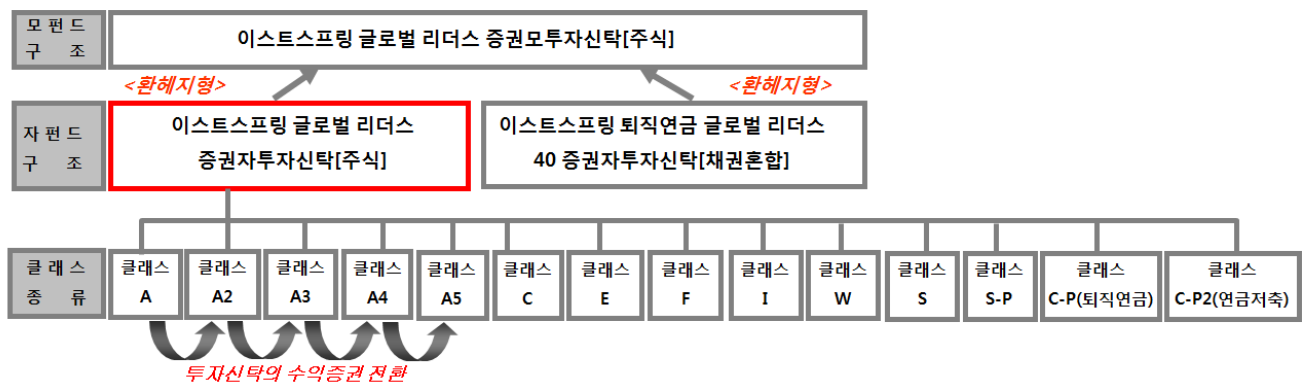 모 펀 드
구 조
이스트스프링 글로벌 리더스 증권모투자신탁[주식]
<환헤지형>
<환헤지형>
자 펀 드
구 조
이스트스프링 글로벌 리더스
증권자투자신탁[주식]
이스트스프링 퇴직연금 글로벌 리더스
40 증권자투자신탁[채권혼합]
클 래 스
종 류
클래스
A
클래스
A2
클래스
A3
클래스
A4
클래스
A5
클래스
C
클래스
E
클래스
F
클래스
I
클래스
W
클래스
S
클래스
S-P
클래스
C-P(퇴직연금)
클래스
C-P2(연금저축)
투자신탁의 수익증권 전환